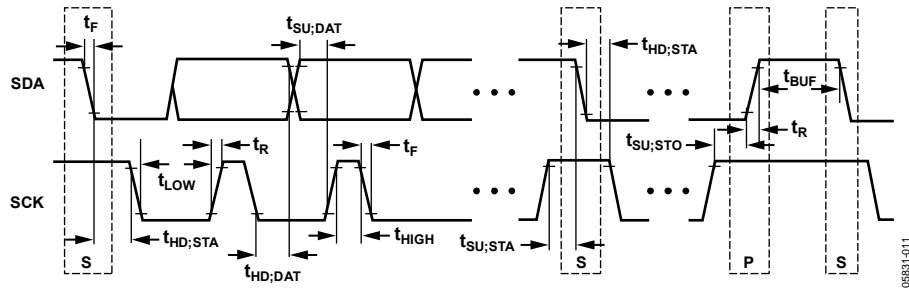 tF
tSU;DAT
tHD;STA
SDA
tBUF
tR
tF
tR
tSU;STO
tLOW
SCK
tHD;STA
tHIGH
tSU;STA
tHD;DAT
S
S
P
S
05831-011